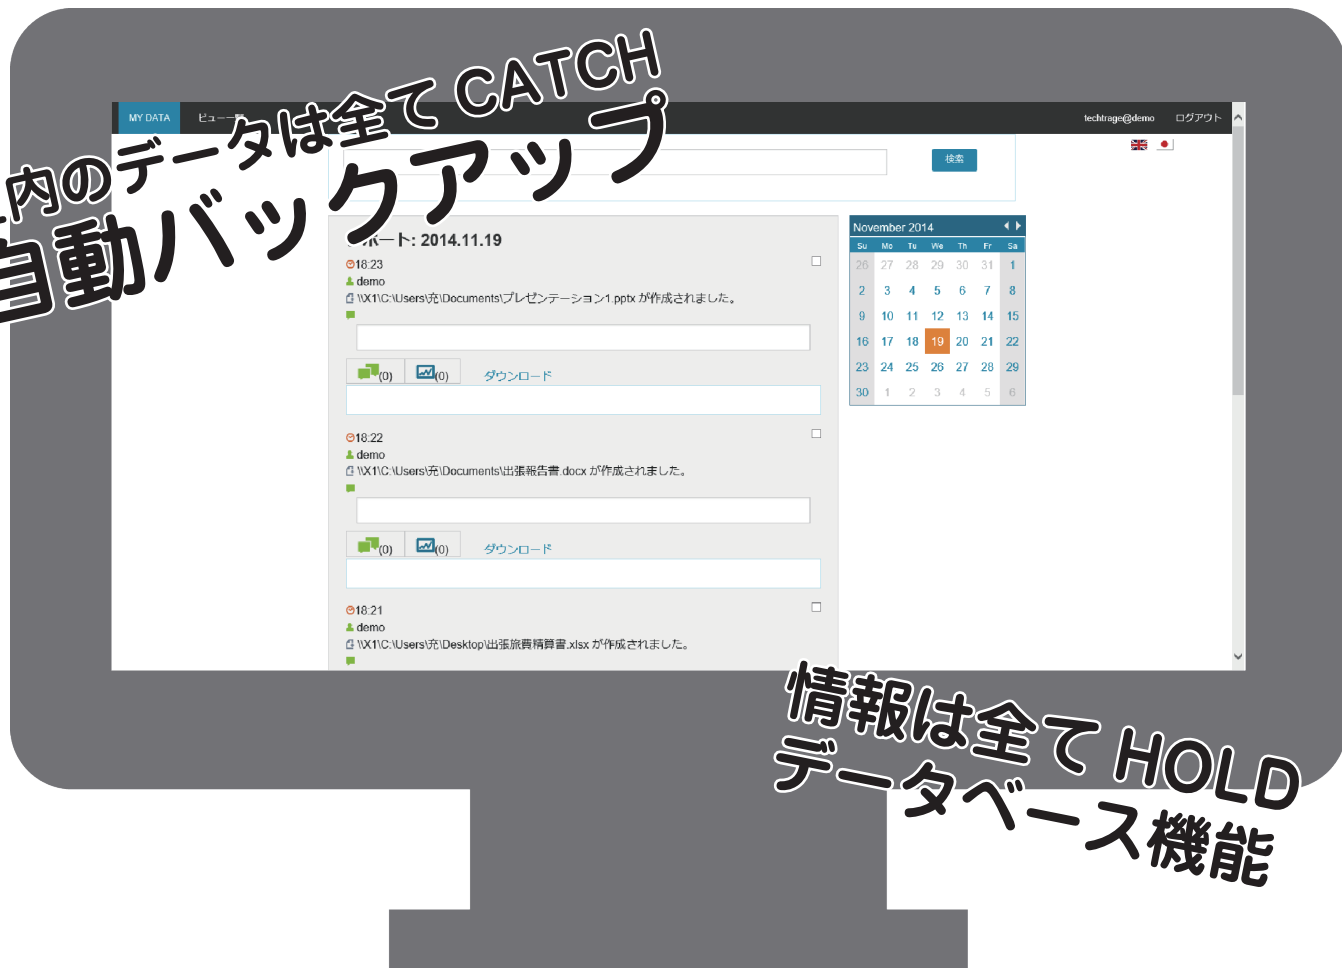 内のデータは全て CATCH
自動バックアップ
MY DATA
techtrage@demo ログアウト
検索
ポート: 2014.11.19
18:23
demo
\\X1\C:\Users\充\Documents\プレゼンテーション1.pptx が作成されました。
(0) (0) ダウンロード
18:22
demo
\\X1\C:\Users\充\Documents\出張報告書.docx が作成されました。
(0) (0) ダウンロード
18:21
demo
\\X1\C:\Users\充\Desktop\出張旅費精算書.xlsx が作成されました。
November 2014
Su Mo Tu We Th Fr Sa
26 27 28 29 30 31 1
2 3 4 5 6 7 8
9 10 11 12 13 14 15
16 17 18 19 20 21 22
23 24 25 26 27 28 29
30 1 2 3 4 5 6
情報は全て HOLD
データベース機能